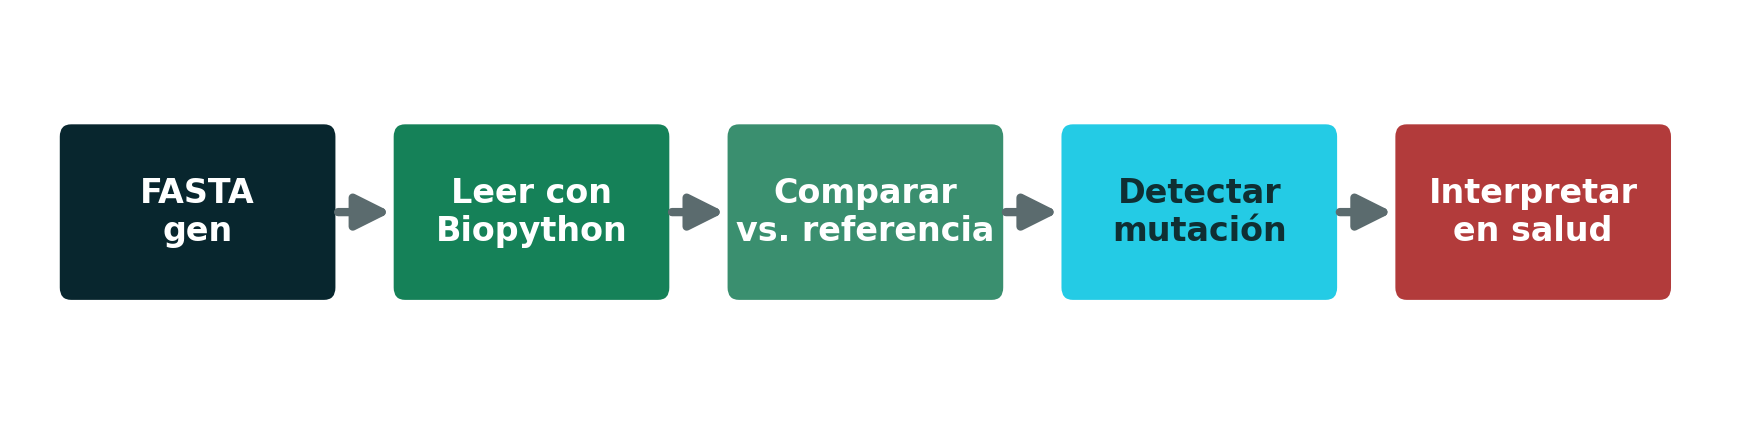 FASTA
gen
Leer con
Biopython
Comparar
vs. referencia
Detectar
mutación
Interpretar
en salud